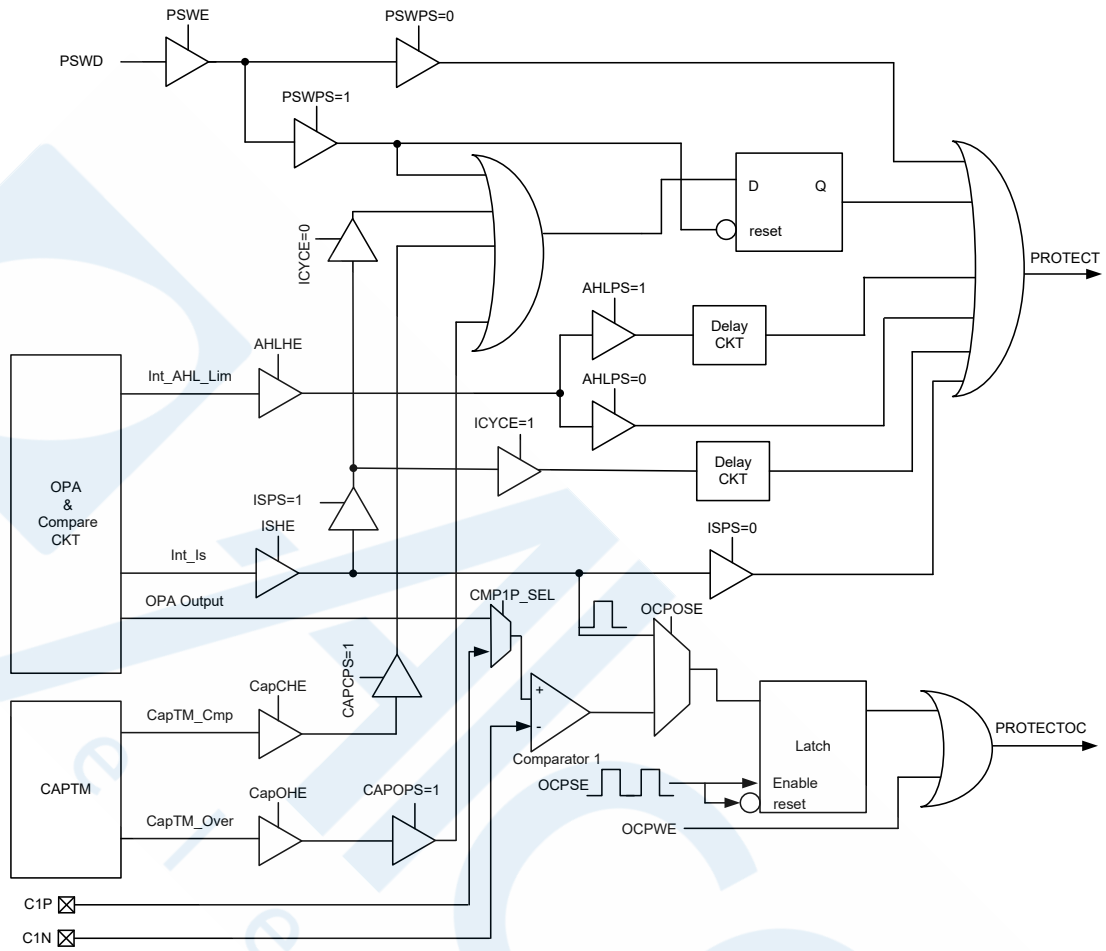 PSWE
PSWPS=0
PSWD
PSWPS=1
D
Q
reset
ICYCE=0
PROTECT
AHLPS=1
Delay
CKT
AHLHE
Int_AHL_Lim
AHLPS=0
ICYCE=1
Delay
CKT
OPA
&
Compare
CKT
ISPS=1
ISHE
Int_Is
ISPS=0
OPA Output
CMP1P_SEL
OCPOSE
CAPCPS=1
CapCHE
CapTM_Cmp
+
-
Comparator 1
PROTECTOC
Latch
CAPTM
CapOHE
CAPOPS=1
OCPSE
Enable
reset
CapTM_Over
OCPWE
C1P
C1N